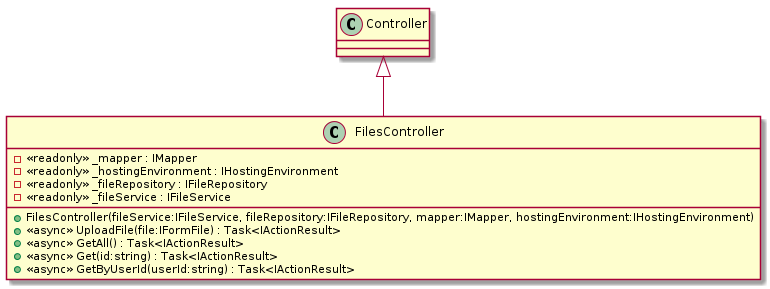 C Controller
C FilesController
«readonly» _mapper : IMapper
«readonly» _hostingEnvironment : IHostingEnvironment
«readonly» _fileRepository : IFileRepository
«readonly» _fileService : IFileService
FilesController(fileService:IFileService, fileRepository:IFileRepository, mapper:IMapper, hostingEnvironment:IHostingEnvironment)
«async» UploadFile(file:IFormFile) : Task<IActionResult>
«async» GetAll() : Task<IActionResult>
«async» Get(id:string) : Task<IActionResult>
«async» GetByUserId(userId:string) : Task<IActionResult>